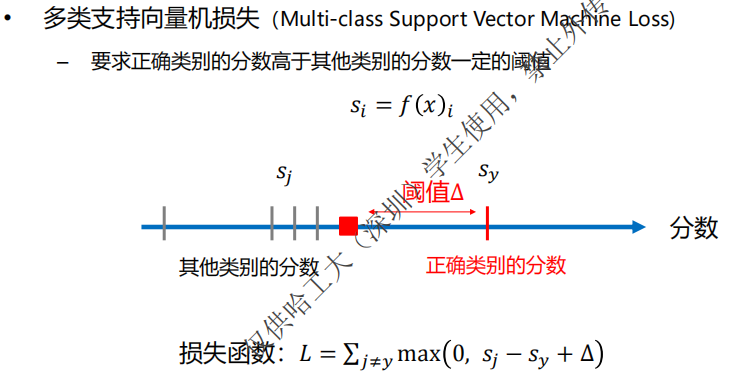 • 多类支持向量机损失（Multi-class Support Vector Machine Loss)
– 要求正确类别的分数高于其他类别的分数一定的阈值
s_i = f(x)_i
s_j
s_y
阈值Δ
分数
其他类别的分数
正确类别的分数
损失函数：L = ∑_{j≠y} max(0, s_j − s_y + Δ)
仅供哈工大（深圳）学生使用，禁止外传